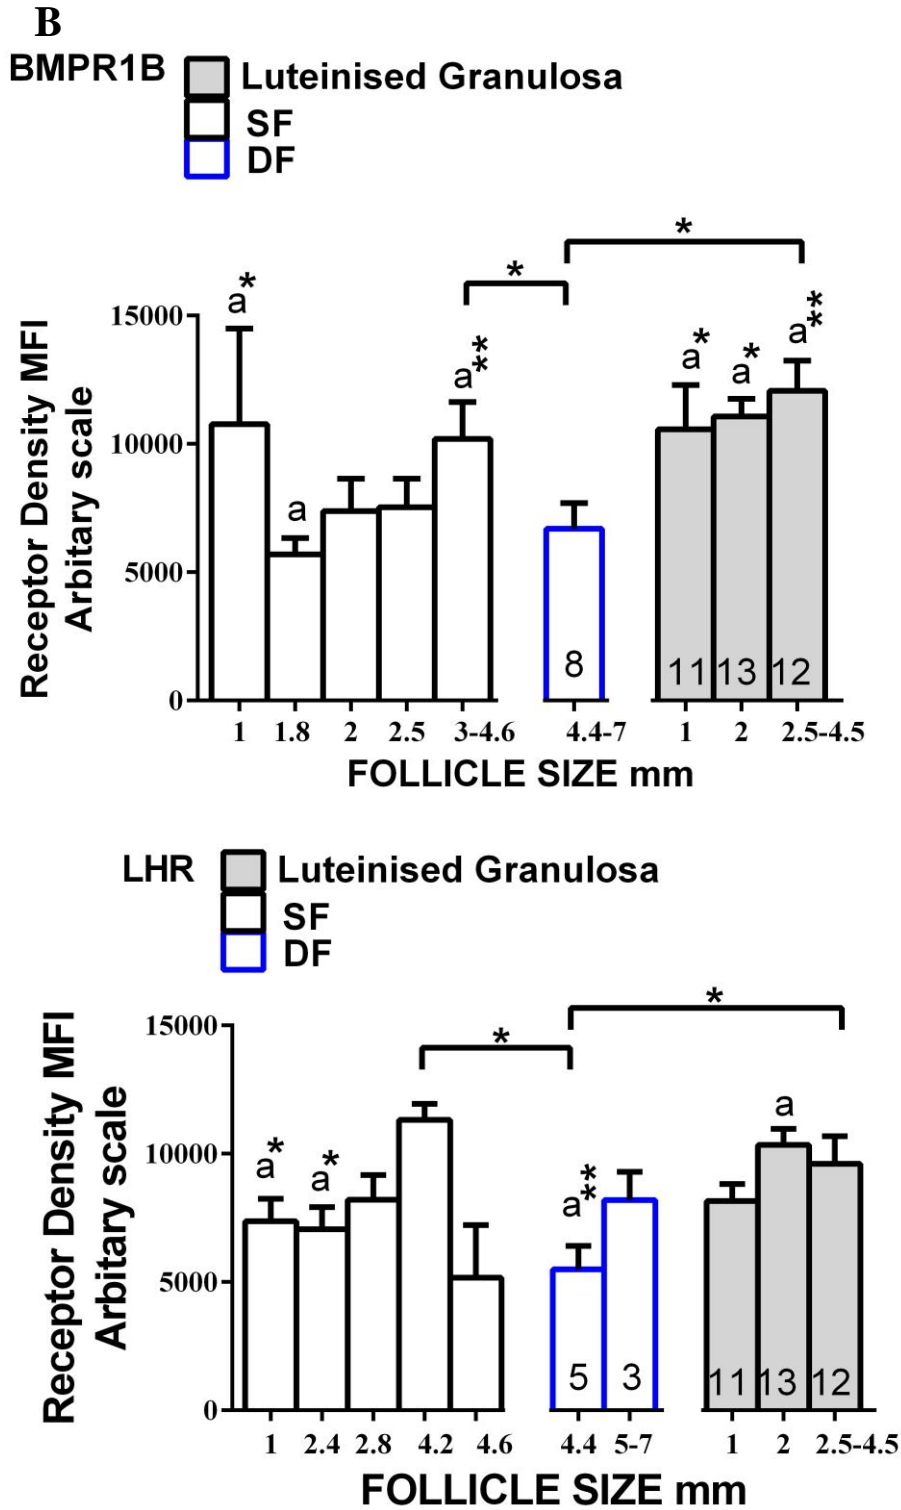 B
BMPR1B
Luteinised Granulosa
SF
DF
*
*
a*
a
a**
a*
a*
a**
Receptor Density MFI
Arbitary scale
15000
10000
5000
0
8
11
13
12
1
1.8
2
2.5
3-4.6
4.4-7
1
2
2.5-4.5
FOLLICLE SIZE mm
LHR
Luteinised Granulosa
SF
DF
*
*
a*
a*
a**
a
Receptor Density MFI
Arbitary scale
15000
10000
5000
0
5
3
11
13
12
1
2.4
2.8
4.2
4.6
4.4
5-7
1
2
2.5-4.5
FOLLICLE SIZE mm